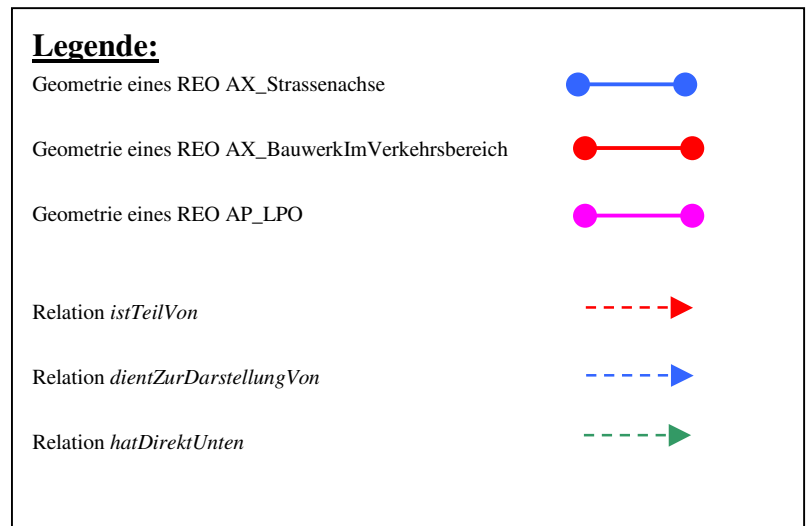 Legende:
Geometrie eines REO AX_Strassenachse
Geometrie eines REO AX_BauwerkImVerkehrsbereich
Geometrie eines REO AP_LPO
Relation istTeilVon
Relation dientZurDarstellungVon
Relation hatDirektUnten